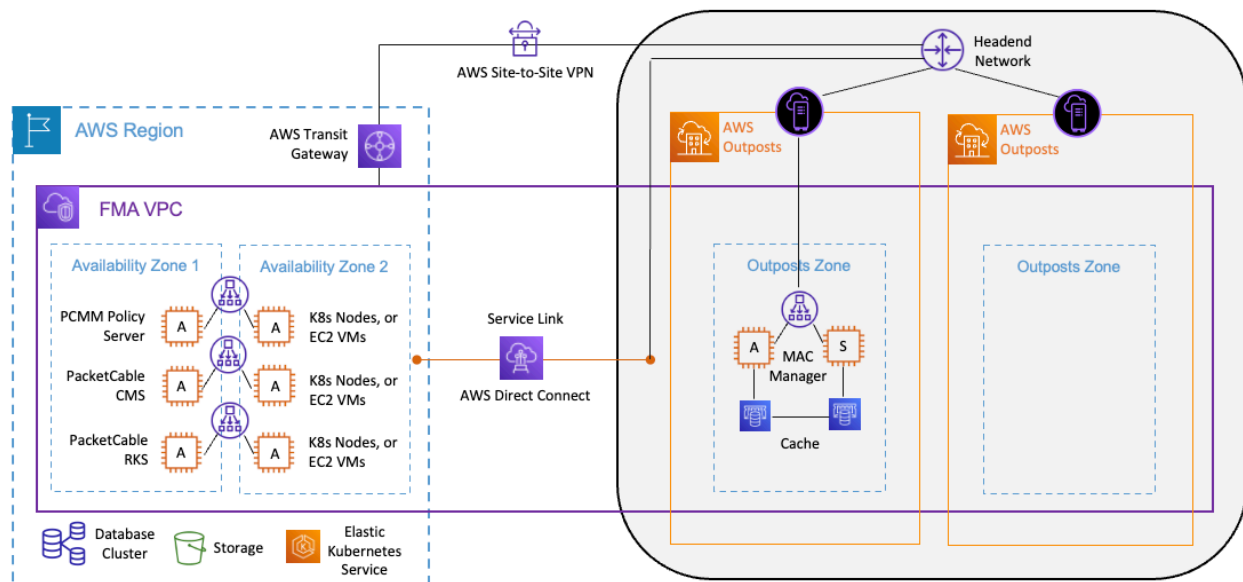 AWS Site-to-Site VPN
Headend
Network
AWS Region
AWS Transit
Gateway
AWS
Outposts
AWS
Outposts
FMA VPC
Availability Zone 1
Availability Zone 2
Outposts Zone
Outposts Zone
PCMM Policy
Server
A
A
K8s Nodes, or
EC2 VMs
Service Link
AWS Direct Connect
A
MAC
Manager
S
PacketCable
CMS
A
A
K8s Nodes, or
EC2 VMs
Cache
PacketCable
RKS
A
A
K8s Nodes, or
EC2 VMs
Database
Cluster
Storage
Elastic
Kubernetes
Service